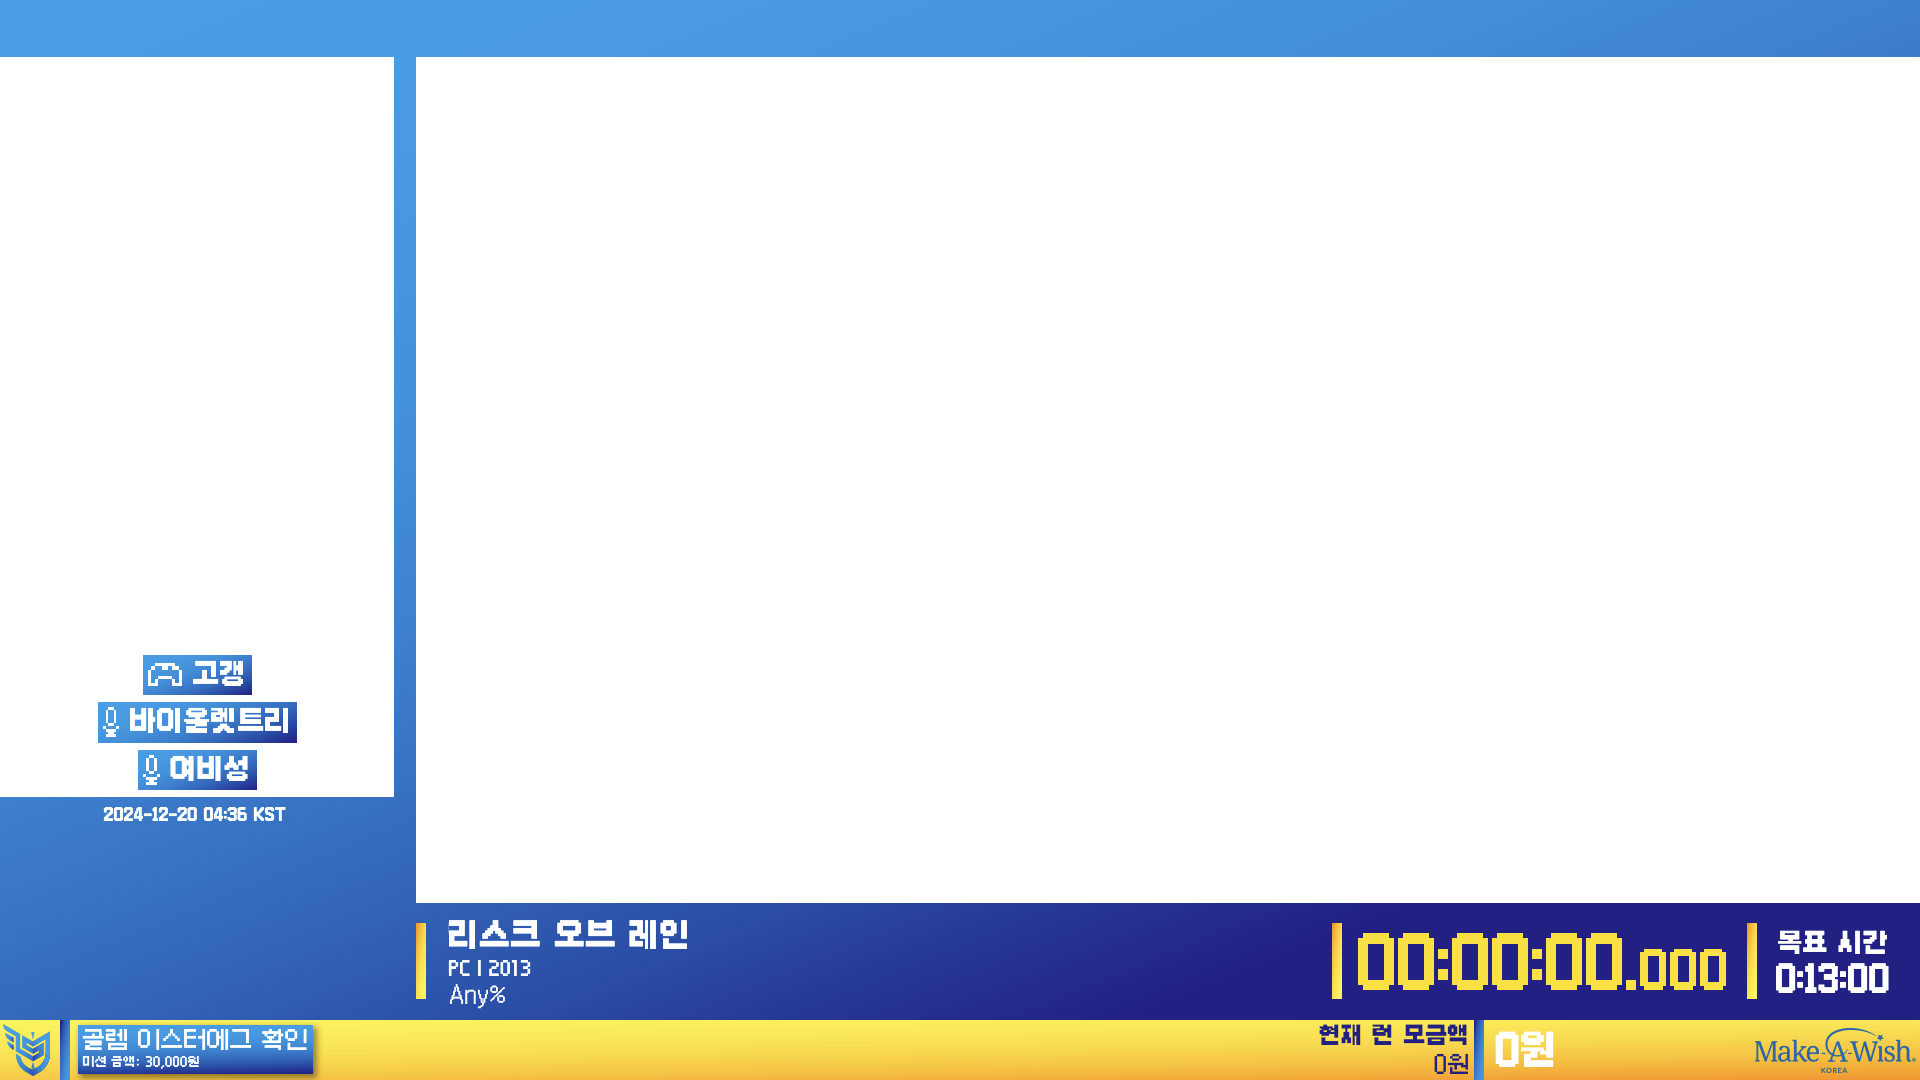 고갱
바이올렛트리
여비성
2024-12-20 04:36 KST
리스크 오브 레인
PC | 2013
Any%
00:00:00.000
목표 시간
0:13:00
골렘 이스터에그 확인
미션 금액: 30,000원
현재 런 모금액
0원
0원
Make-A-Wish.
KOREA